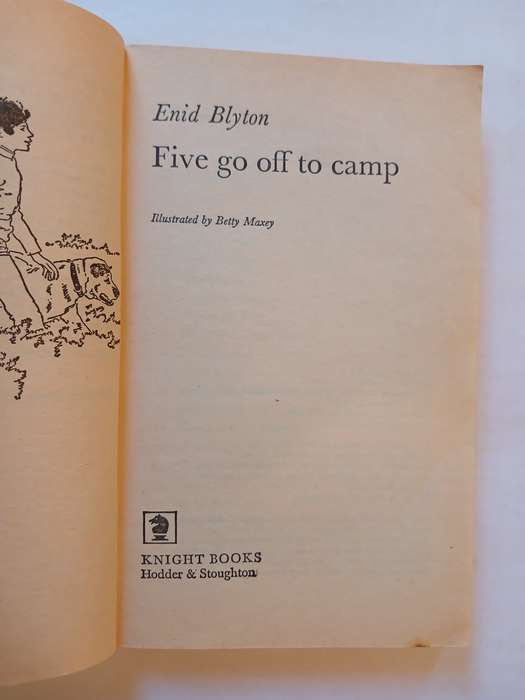 Enid Blyton
Five go off to camp
Illustrated by Betty Maxey
KNIGHT BOOKS
Hodder & Stoughton